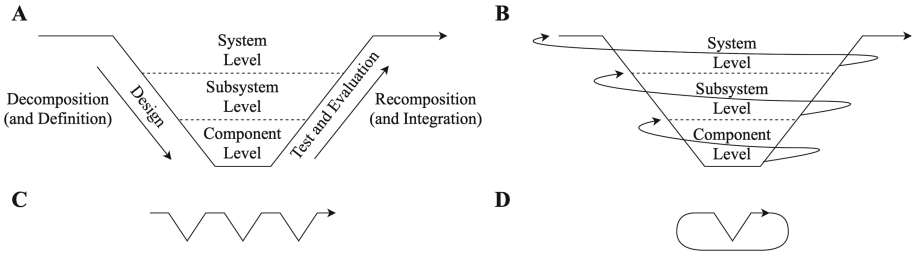 A
System
Level
Subsystem
Level
Component
Level
Decomposition
(and Definition)
Design
Test and Evaluation
Recomposition
(and Integration)
B
System
Level
Subsystem
Level
Component
Level
C
D